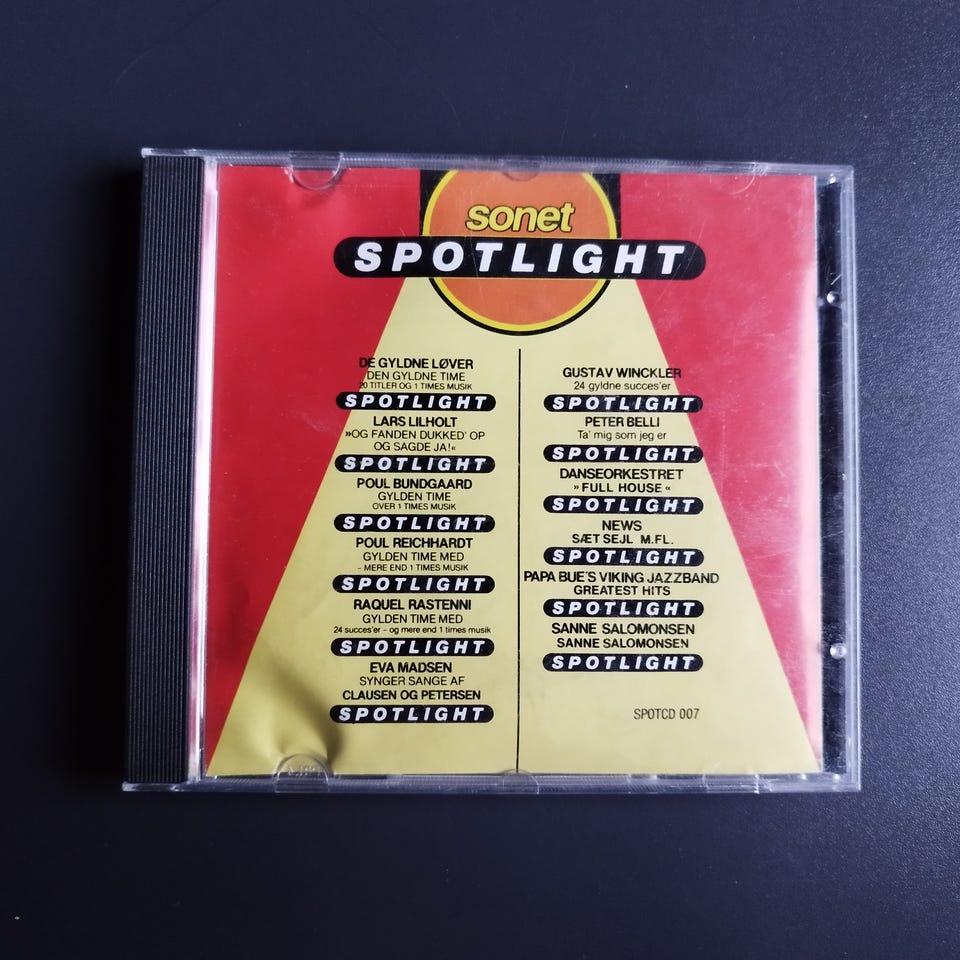 sonet
SPOTLIGHT
DE GYLDNE LØVER
DEN GYLDNE TIME
20 TITLER OG 1 TIMES MUSIK
SPOTLIGHT
LARS LILHOLT
»OG FANDEN DUKKED' OP
OG SAGDE JA!«
SPOTLIGHT
POUL BUNDGAARD
GYLDEN TIME
OVER 1 TIMES MUSIK
SPOTLIGHT
POUL REICHHARDT
GYLDEN TIME MED
– MERE END 1 TIMES MUSIK
SPOTLIGHT
RAQUEL RASTENNI
GYLDEN TIME MED
24 succes'er – og mere end 1 times musik
SPOTLIGHT
EVA MADSEN
SYNGER SANGE AF
CLAUSEN OG PETERSEN
SPOTLIGHT
GUSTAV WINCKLER
24 gyldne succes'er
SPOTLIGHT
PETER BELLI
Ta' mig som jeg er
SPOTLIGHT
DANSEORKESTRET
» FULL HOUSE «
SPOTLIGHT
NEWS
SÆT SEJL M.FL.
SPOTLIGHT
PAPA BUE'S VIKING JAZZBAND
GREATEST HITS
SPOTLIGHT
SANNE SALOMONSEN
SANNE SALOMONSEN
SPOTLIGHT
SPOTCD 007